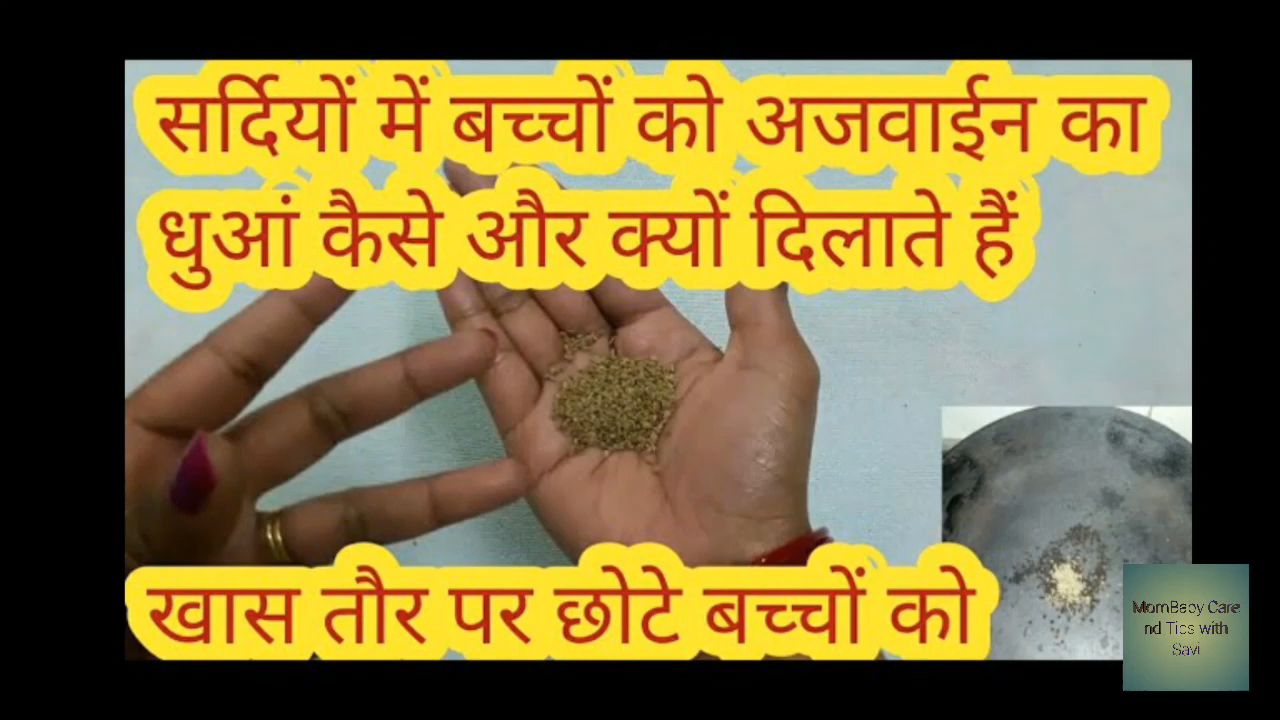 सर्दियों में बच्चों को अजवाईन का
धुआं कैसे और क्यों दिलाते हैं
खास तौर पर छोटे बच्चों को
MomBaby Care
nd Tips with
Savi